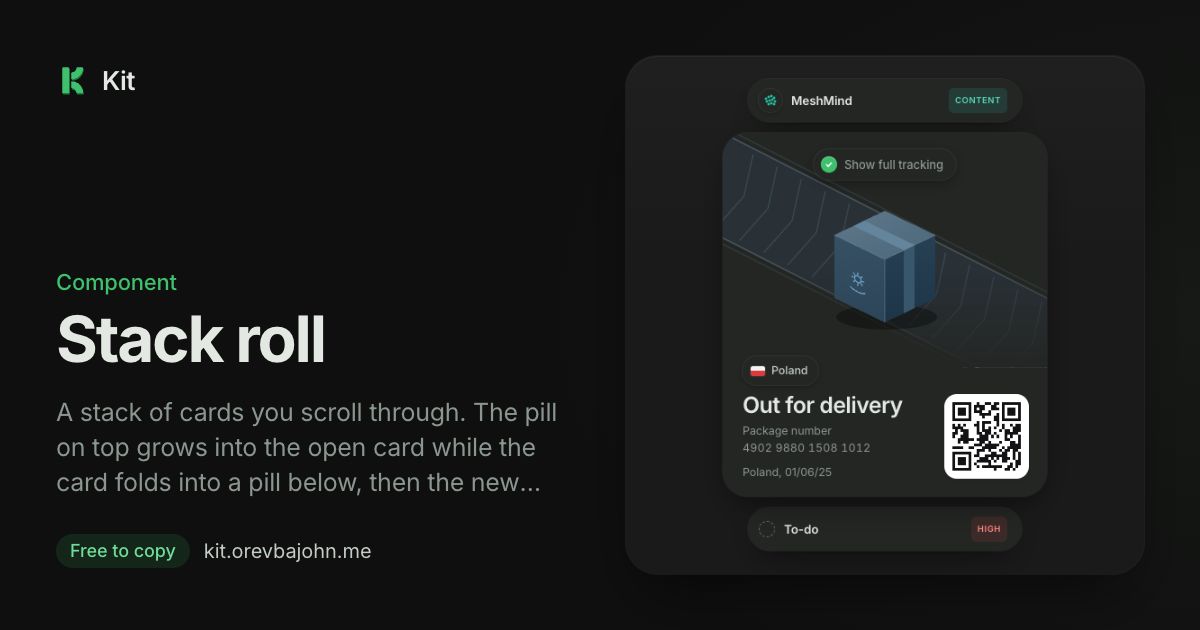 Kit
Component
Stack roll
A stack of cards you scroll through. The pill
on top grows into the open card while the
card folds into a pill below, then the new...
Free to copy
kit.orevbajohn.me
MeshMind
CONTENT
Show full tracking
Poland
Out for delivery
Package number
4902 9880 1508 1012
Poland, 01/06/25
To-do
HIGH